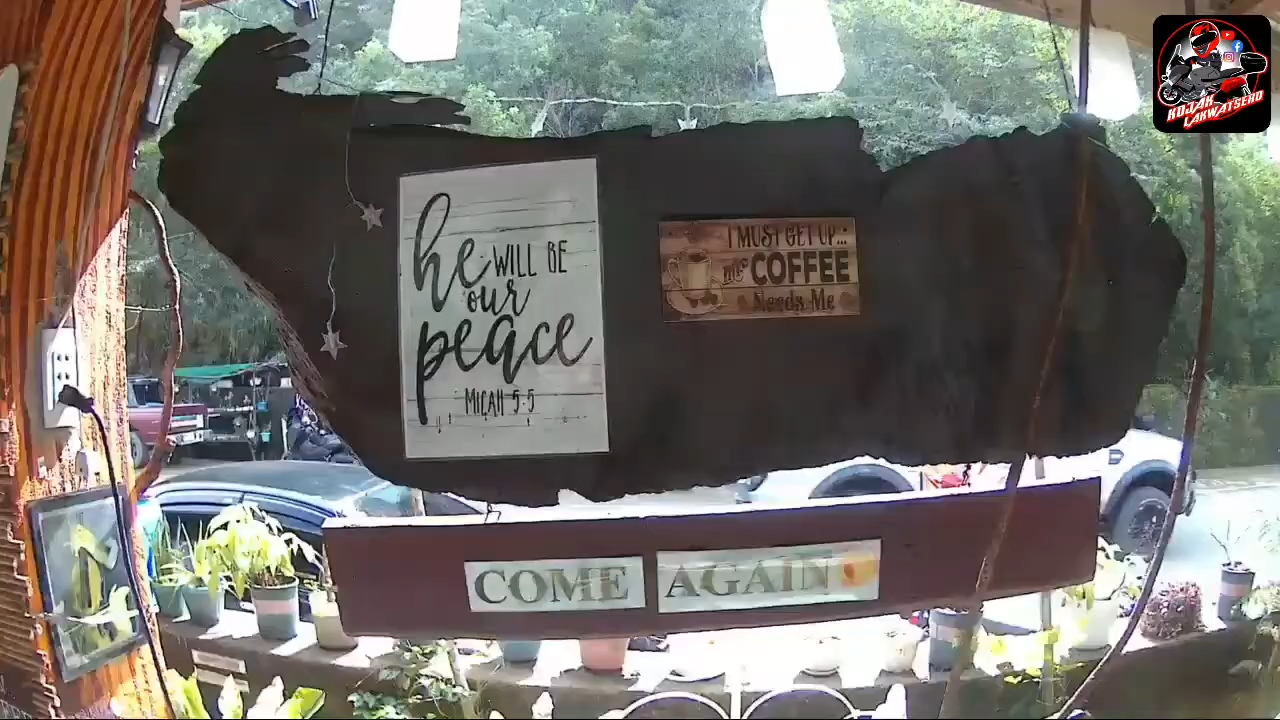 he WILL BE
our
peace
MICAH 5:5
I MUST GET UP...
my COFFEE
Needs Me
COME AGAIN
KOJAK
LAKWATSERO